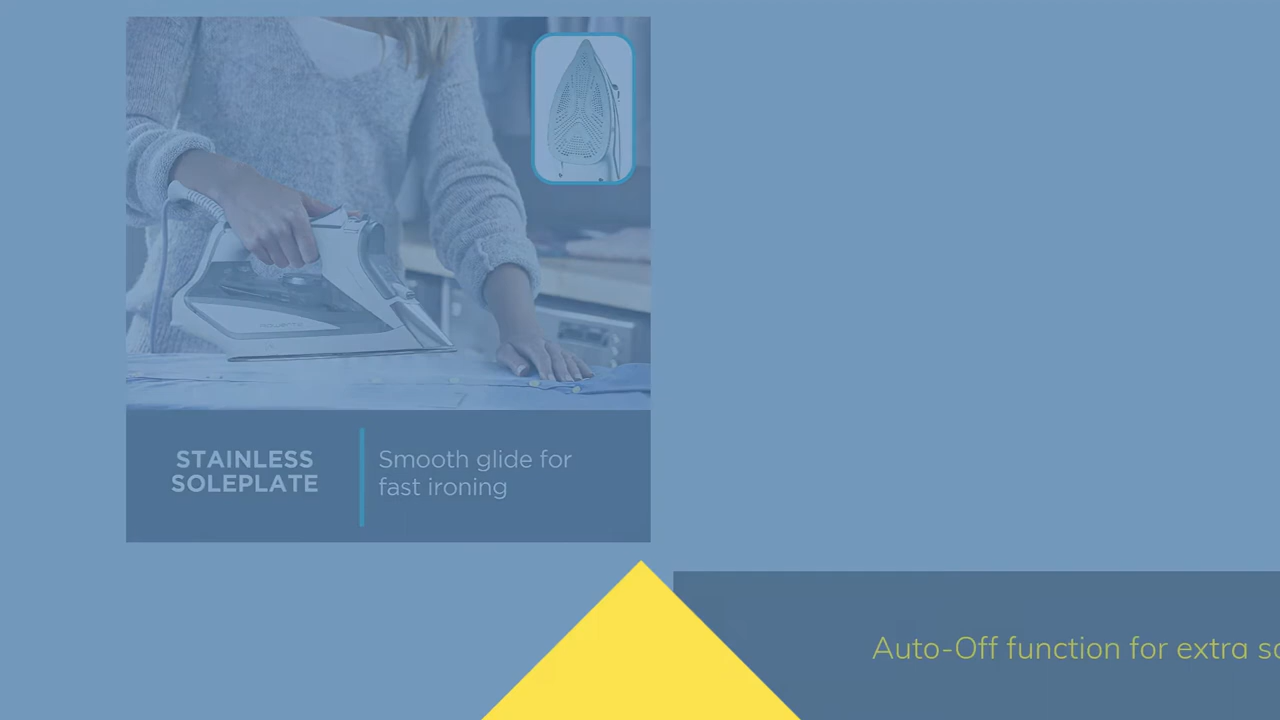 STAINLESS
SOLEPLATE
Smooth glide for
fast ironing
Auto-Off function for extra